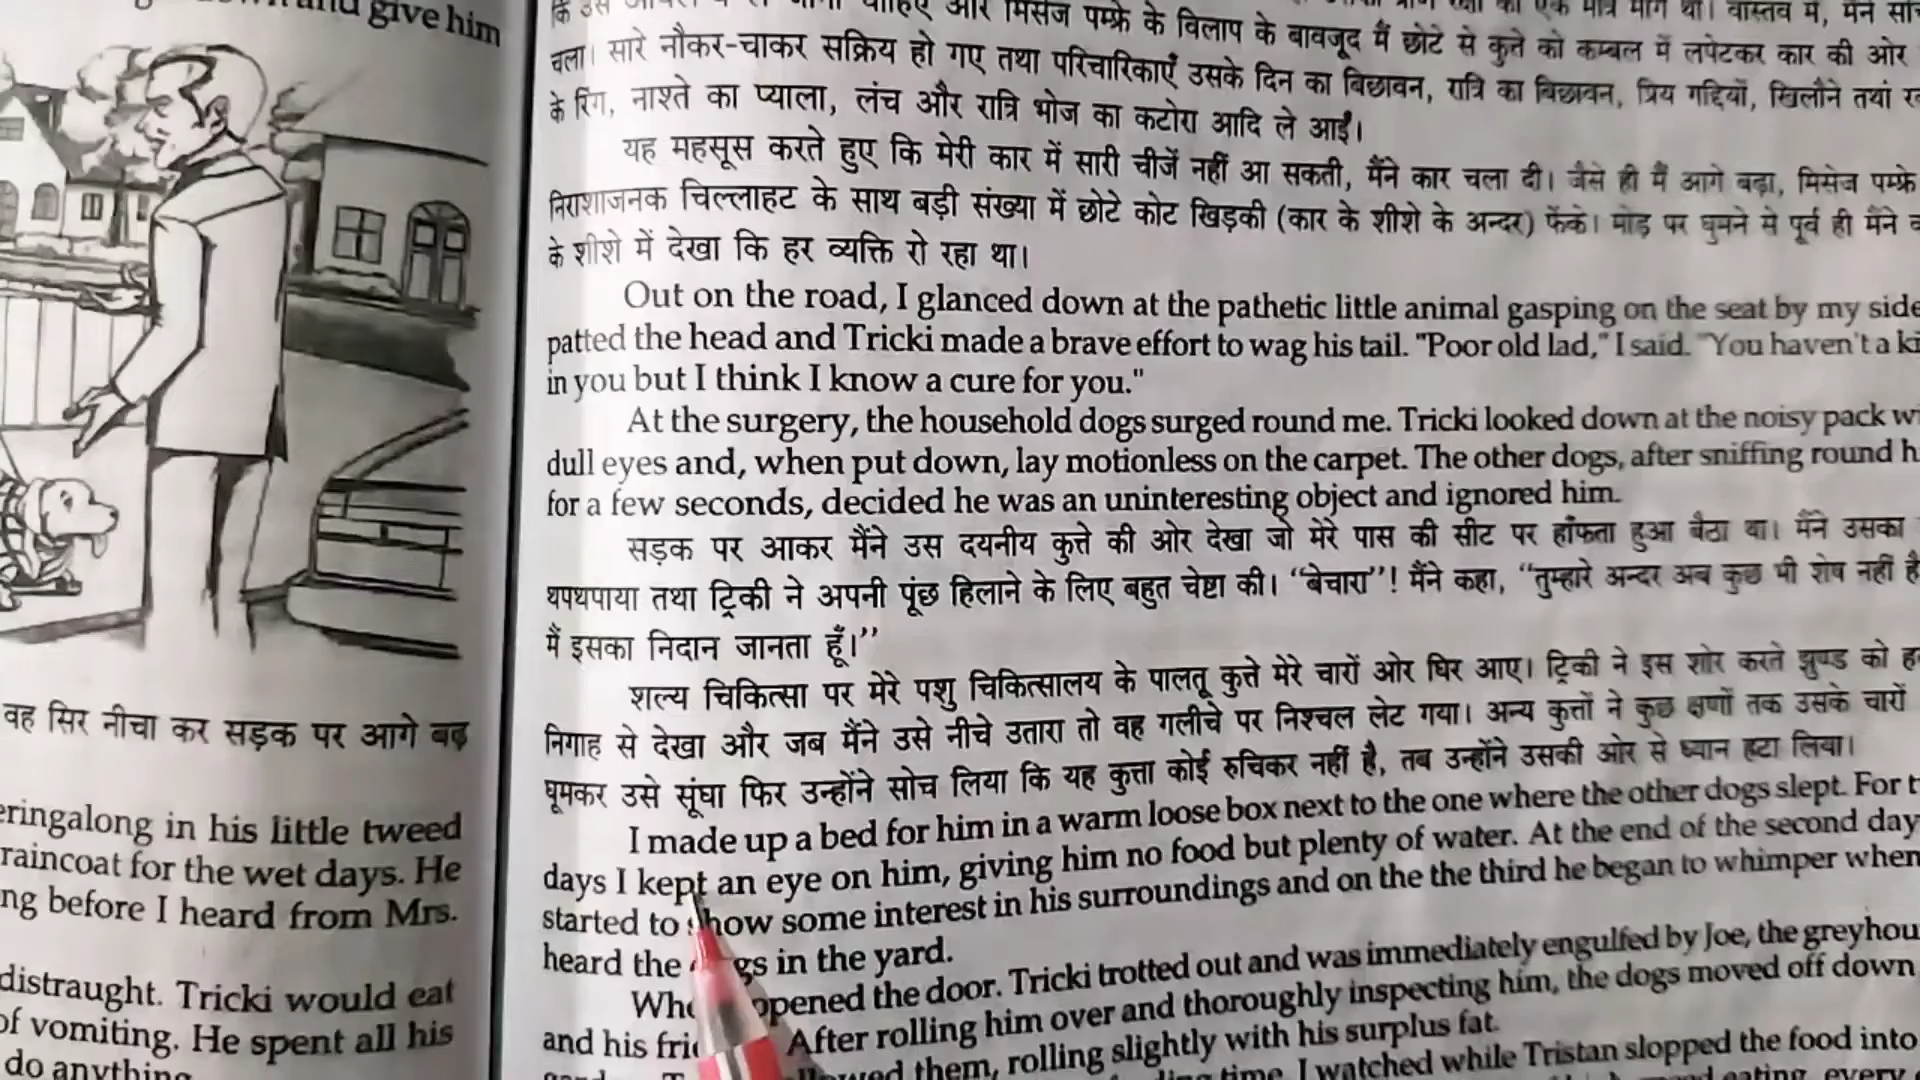 and give him
वह सिर नीचा कर सड़क पर आगे बढ़
eringalong in his little tweed
raincoat for the wet days. He
ng before I heard from Mrs.
distraught. Tricki would eat
of vomiting. He spent all his
do anything
कि उसे और मिसेज पम्फ्रे के विलाप के बावजूद मैं छोटे से कुत्ते को कम्बल में लपेटकर कार की ओर
चला। सारे नौकर-चाकर सक्रिय हो गए तथा परिचारिकाएँ उसके दिन का बिछावन, रात्रि का बिछावन, प्रिय गद्दियाँ, खिलौने तथा
के रिंग, नाश्ते का प्याला, लंच और रात्रि भोज का कटोरा आदि ले आईं।
यह महसूस करते हुए कि मेरी कार में सारी चीजें नहीं आ सकती, मैंने कार चला दी। जैसे ही मैं आगे बढ़ा, मिसेज पम्फ्रे
निराशाजनक चिल्लाहट के साथ बड़ी संख्या में छोटे कोट खिड़की (कार के शीशे के अन्दर) फेंके। मोड़ पर घुमने से पूर्व ही मैंने
के शीशे में देखा कि हर व्यक्ति रो रहा था।
Out on the road, I glanced down at the pathetic little animal gasping on the seat by my side
patted the head and Tricki made a brave effort to wag his tail. "Poor old lad," I said. "You haven't a ki
in you but I think I know a cure for you."
At the surgery, the household dogs surged round me. Tricki looked down at the noisy pack wi
dull eyes and, when put down, lay motionless on the carpet. The other dogs, after sniffing round h
for a few seconds, decided he was an uninteresting object and ignored him.
सड़क पर आकर मैंने उस दयनीय कुत्ते की ओर देखा जो मेरे पास की सीट पर हाँफता हुआ बैठा था। मैंने उसका
थपथपाया तथा ट्रिकी ने अपनी पूंछ हिलाने के लिए बहुत चेष्टा की। “बेचारा”! मैंने कहा, “तुम्हारे अन्दर अब कुछ भी शेष नहीं है
मैं इसका निदान जानता हूँ।”
शल्य चिकित्सा पर मेरे पशु चिकित्सालय के पालतू कुत्ते मेरे चारों ओर घिर आए। ट्रिकी ने इस शोर करते झुण्ड को
निगाह से देखा और जब मैंने उसे नीचे उतारा तो वह गलीचे पर निश्चल लेट गया। अन्य कुत्तों ने कुछ क्षणों तक उसके चारों
घूमकर उसे सूंघा फिर उन्होंने सोच लिया कि यह कुत्ता कोई रुचिकर नहीं है, तब उन्होंने उसकी ओर से ध्यान हटा लिया।
I made up a bed for him in a warm loose box next to the one where the other dogs slept. For t
days I kept an eye on him, giving him no food but plenty of water. At the end of the second day
started to show some interest in his surroundings and on the the third he began to whimper when
heard the gs in the yard.
Whe opened the door. Tricki trotted out and was immediately engulfed by Joe, the greyhou
and his frie After rolling him over and thoroughly inspecting him, the dogs moved off down
lowed them, rolling slightly with his surplus fat.
time, I watched while Tristan slopped the food into
eating, every